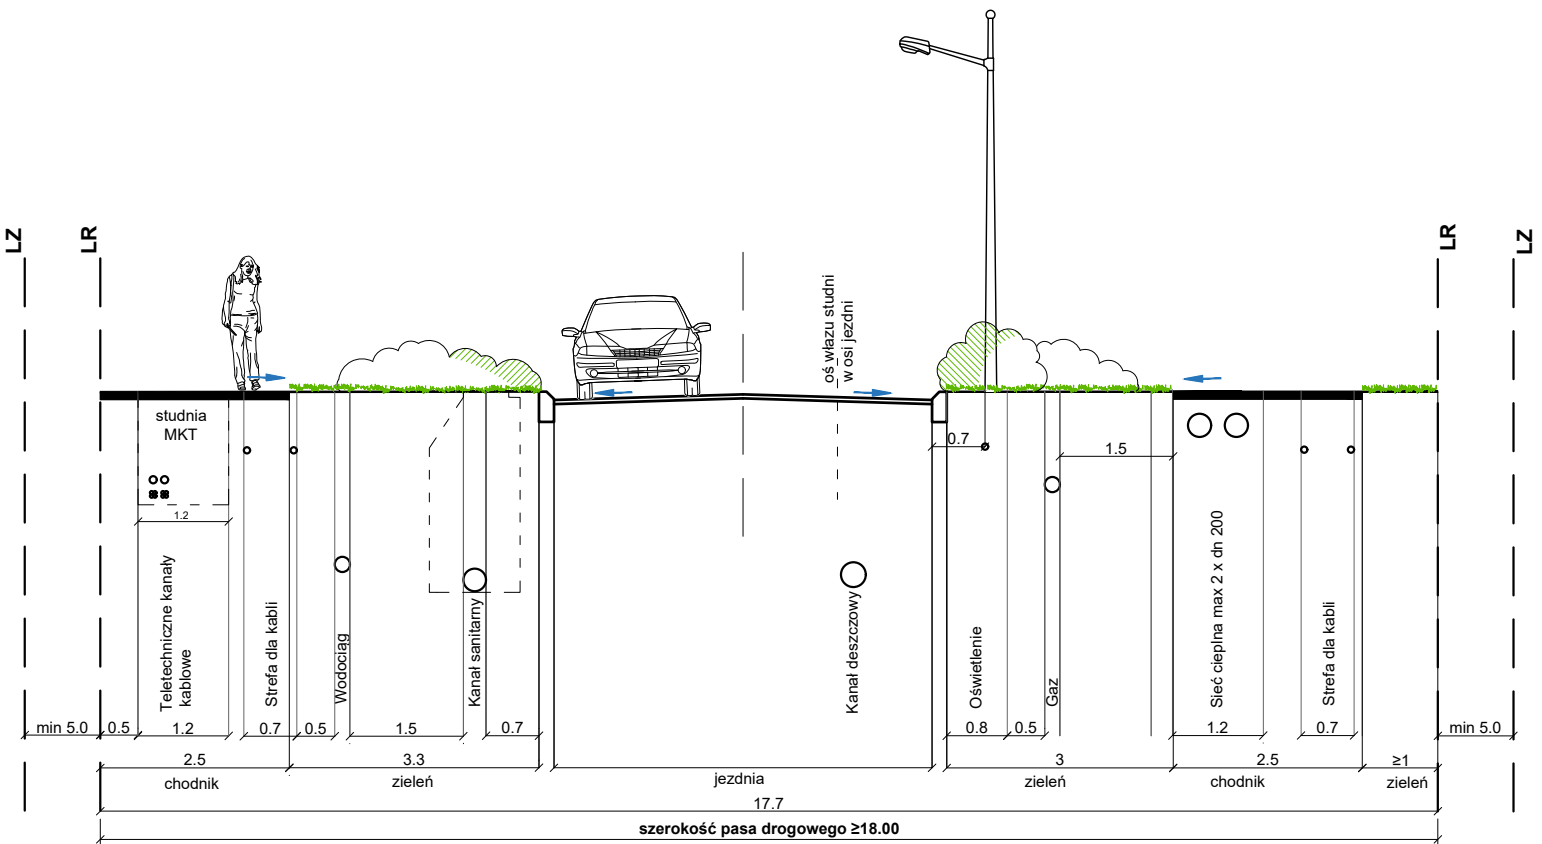 LZ
LR
LR
LZ
oś włazu studni
w osi jezdni
studnia
MKT
1.2
0.7
1.5
Teletechniczne kanały
kablowe
Strefa dla kabli
Wodociąg
Kanał sanitarny
Kanał deszczowy
Oświetlenie
Gaz
Sieć cieplna max 2 x dn 200
Strefa dla kabli
min 5.0
0.5
1.2
0.7
0.5
1.5
0.7
0.8
0.5
1.2
0.7
min 5.0
2.5
3.3
3
2.5
≥1
chodnik
zieleń
jezdnia
zieleń
chodnik
zieleń
17.7
szerokość pasa drogowego ≥18.00